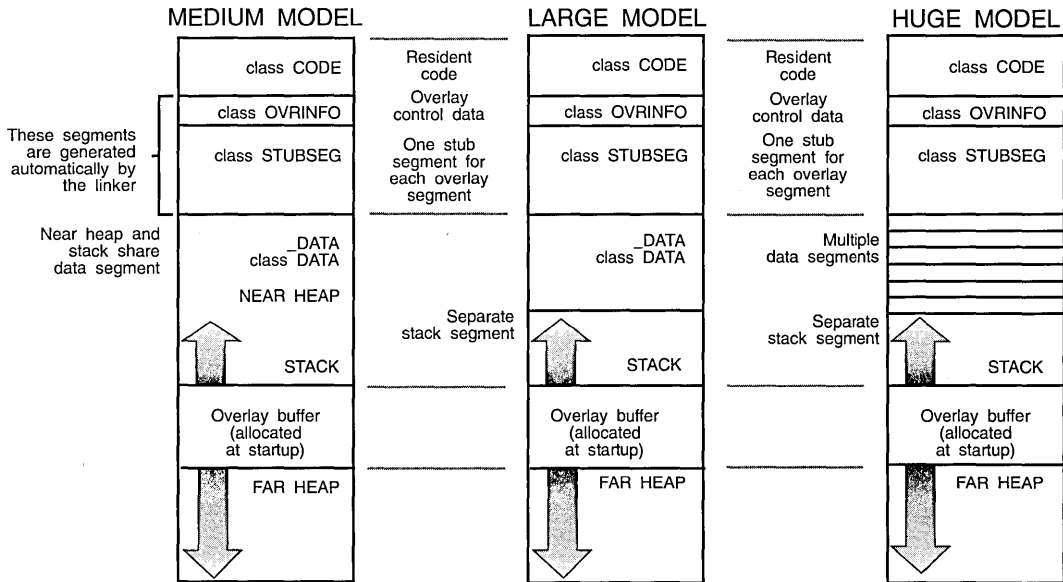 MEDIUM MODEL
LARGE MODEL
HUGE MODEL
class CODE
Resident
code
class CODE
Resident
code
class CODE
These segments
are generated
automatically by
the linker
class OVRINFO
Overlay
control data
class OVRINFO
Overlay
control data
class OVRINFO
class STUBSEG
One stub
segment for
each overlay
segment
class STUBSEG
One stub
segment for
each overlay
segment
class STUBSEG
Near heap and
stack share
data segment
_DATA
class DATA
NEAR HEAP
STACK
_DATA
class DATA
Separate
stack segment
STACK
Multiple
data segments
Separate
stack segment
STACK
Overlay buffer
(allocated
at startup)
Overlay buffer
(allocated
at startup)
Overlay buffer
(allocated
at startup)
FAR HEAP
FAR HEAP
FAR HEAP